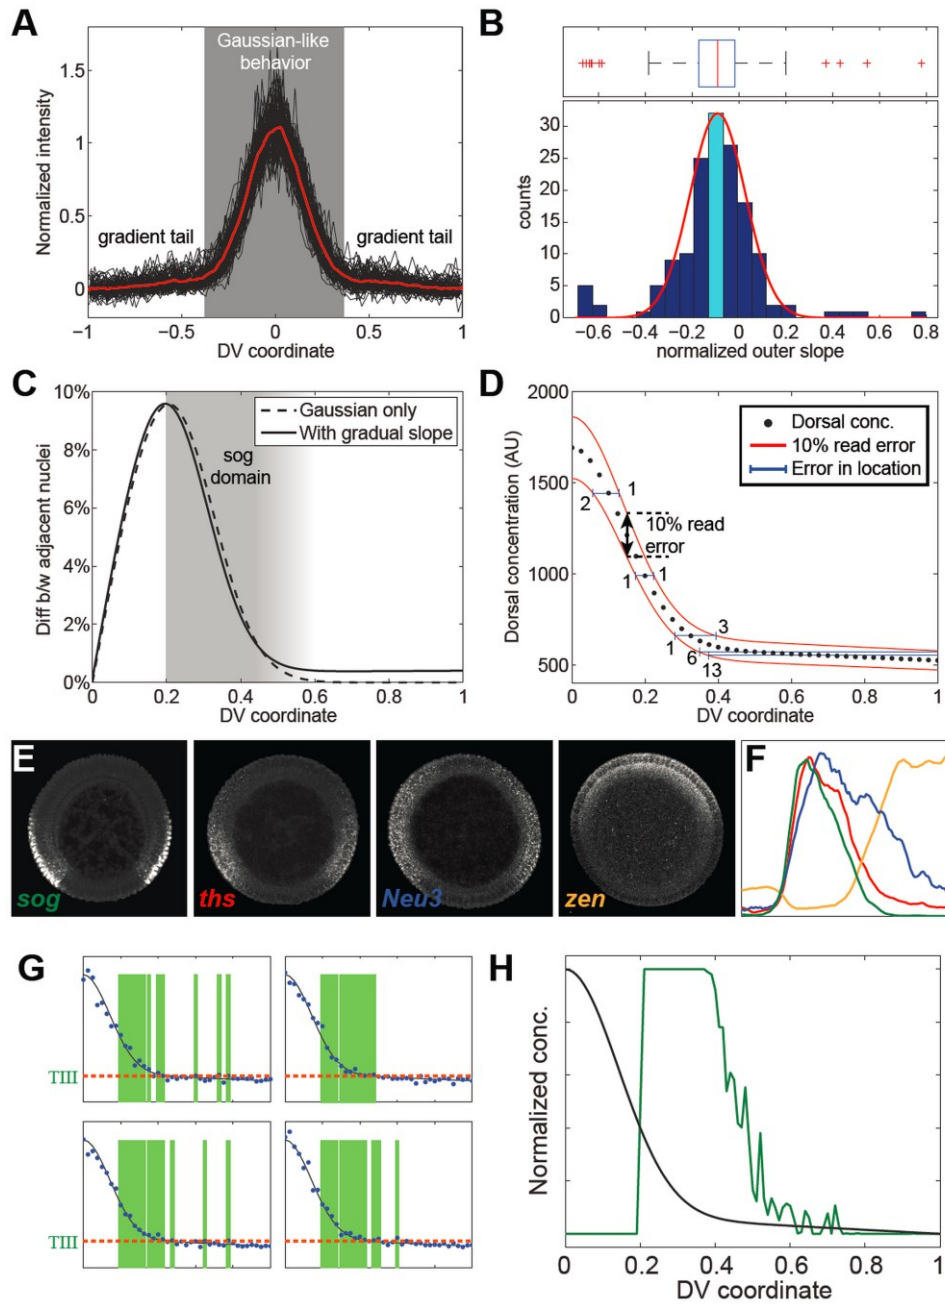 A
Gaussian-like
behavior
1.5
1
0.5
0
Normalized intensity
gradient tail
gradient tail
−1
−0.5
0
0.5
1
DV coordinate
B
30
25
20
15
10
5
0
counts
−0.6
−0.4
−0.2
0
0.2
0.4
0.6
0.8
normalized outer slope
C
10%
8%
6%
4%
2%
0%
Diff b/w adjacent nuclei
Gaussian only
With gradual slope
sog
domain
0
0.2
0.4
0.6
0.8
1
DV coordinate
D
2000
1500
1000
500
Dorsal concentration (AU)
Dorsal conc.
10% read error
Error in location
2
1
10% read
error
1
1
1
3
6
13
0
0.2
0.4
0.6
0.8
1
DV coordinate
E
sog
ths
Neu3
zen
F
G
TIII
TIII
H
Normalized conc.
0
0.2
0.4
0.6
0.8
1
DV coordinate